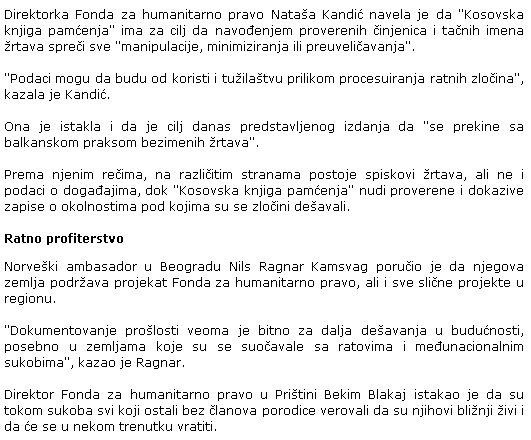 Direktorka Fonda za humanitarno pravo Nataša Kandić navela je da "Kosovska
knjiga pamćenja" ima za cilj da navođenjem proverenih činjenica i tačnih imena
žrtava spreči sve "manipulacije, minimiziranja ili preuveličavanja".
"Podaci mogu da budu od koristi i tužilaštvu prilikom procesuiranja ratnih zločina",
kazala je Kandić.
Ona je istakla i da je cilj danas predstavljenog izdanja da "se prekine sa
balkanskom praksom bezimenih žrtava".
Prema njenim rečima, na različitim stranama postoje spiskovi žrtava, ali ne i
podaci o događajima, dok "Kosovska knjiga pamćenja" nudi proverene i dokazive
zapise o okolnostima pod kojima su se zločini dešavali.
Ratno profiterstvo
Norveški ambasador u Beogradu Nils Ragnar Kamsvag poručio je da njegova
zemlja podržava projekat Fonda za humanitarno pravo, ali i sve slične projekte u
regionu.
"Dokumentovanje prošlosti veoma je bitno za dalja dešavanja u budućnosti,
posebno u zemljama koje su se suočavale sa ratovima i međunacionalnim
sukobima", kazao je Ragnar.
Direktor Fonda za humanitarno pravo u Prištini Bekim Blakaj istakao je da su
tokom sukoba svi koji ostali bez članova porodice verovali da su njihovi bližnji živi i
da će se u nekom trenutku vratiti.